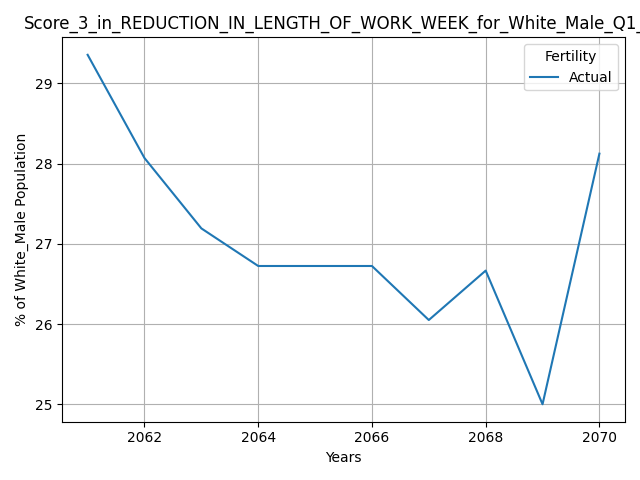 Score_3_in_REDUCTION_IN_LENGTH_OF_WORK_WEEK_for_White_Male_Q1_
Fertility
Actual
% of White_Male Population
29
28
27
26
25
2062 2064 2066 2068 2070
Years